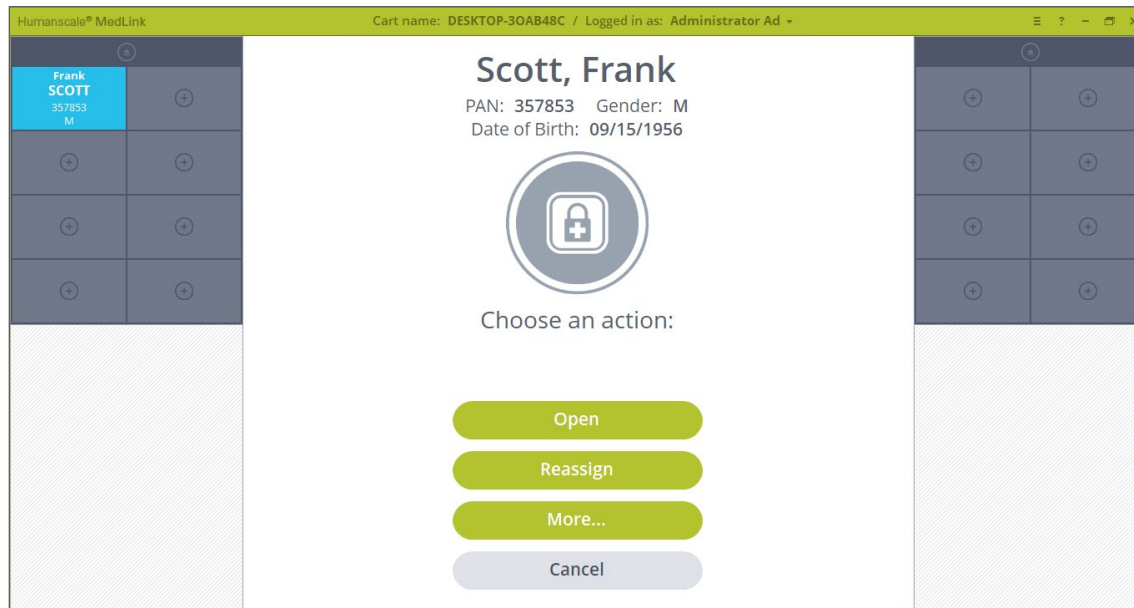 Humanscale® MedLink
Cart name: DESKTOP-3OAB48C / Logged in as: Administrator Ad
Frank
SCOTT
357853
M
Scott, Frank
PAN: 357853 Gender: M
Date of Birth: 09/15/1956
Choose an action:
Open
Reassign
More...
Cancel